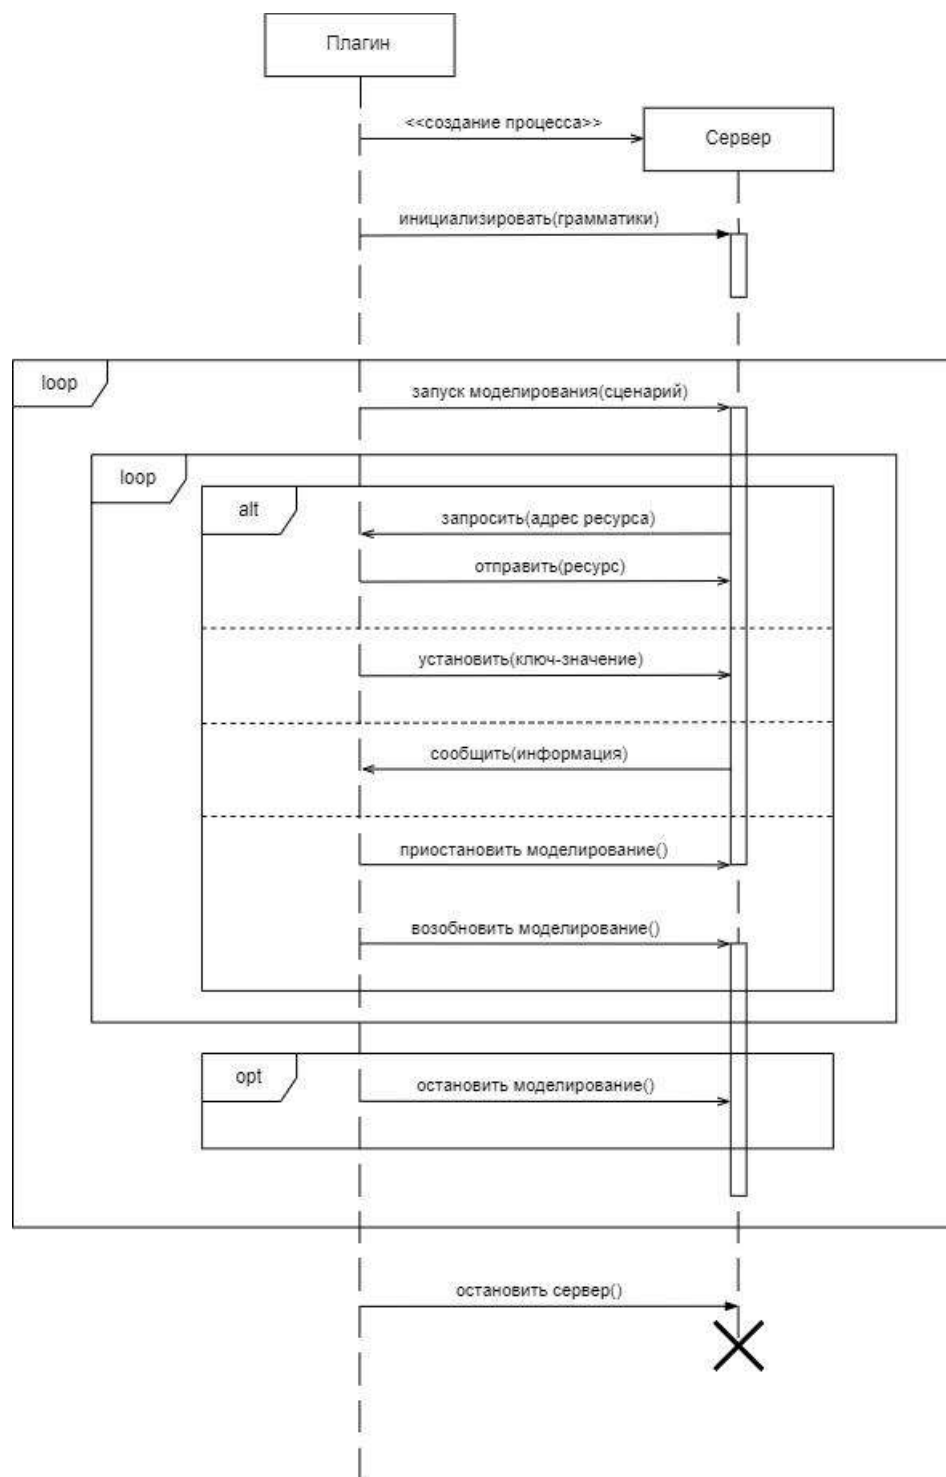 Плагин
<<создание процесса>>
Сервер
инициализировать(грамматики)
loop
запуск моделирования(сценарий)
loop
alt
запросить(адрес ресурса)
отправить(ресурс)
установить(ключ-значение)
сообщить(информация)
приостановить моделирование()
возобновить моделирование()
opt
остановить моделирование()
остановить сервер()